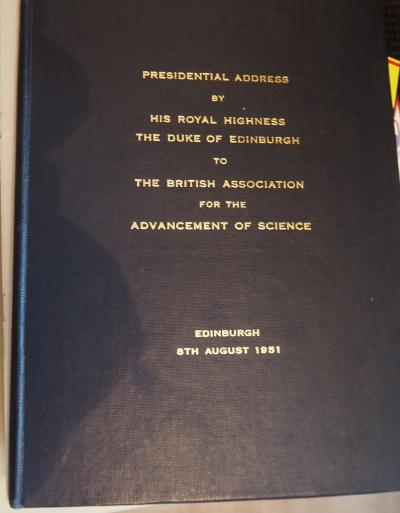 PRESIDENTIAL ADDRESS
BY
HIS ROYAL HIGHNESS
THE DUKE OF EDINBURGH
TO
THE BRITISH ASSOCIATION
FOR THE
ADVANCEMENT OF SCIENCE
EDINBURGH
8TH AUGUST 1951